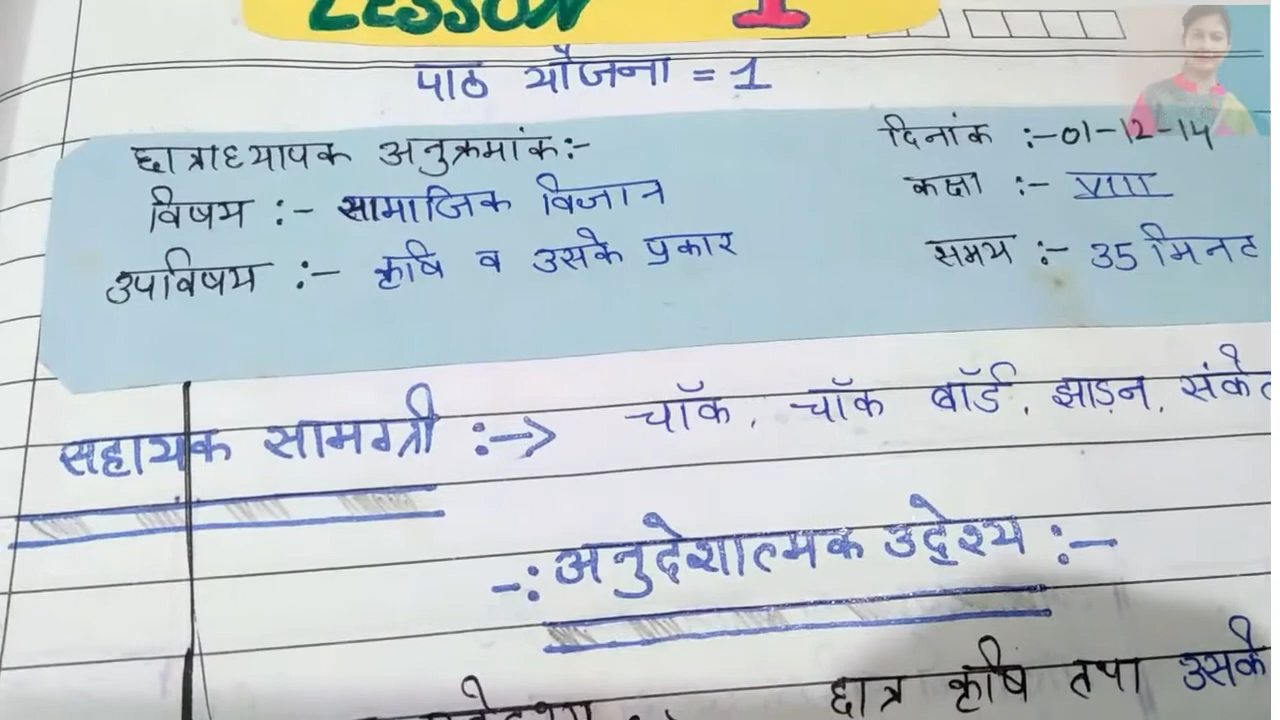 LESSON 1
पाठ योजना = 1
छात्राध्यापक अनुक्रमांक:-
दिनांक :-01-12-14
विषय :- सामाजिक विज्ञान
कक्षा :- VIII
उपविषय :- कृषि व उसके प्रकार
समय :- 35 मिनट
सहायक सामग्री :-> चॉक, चॉक बॉर्ड, झाड़न, संकेत
-: अनुदेशात्मक उद्देश्य :-
छात्र कृषि तथा उसके